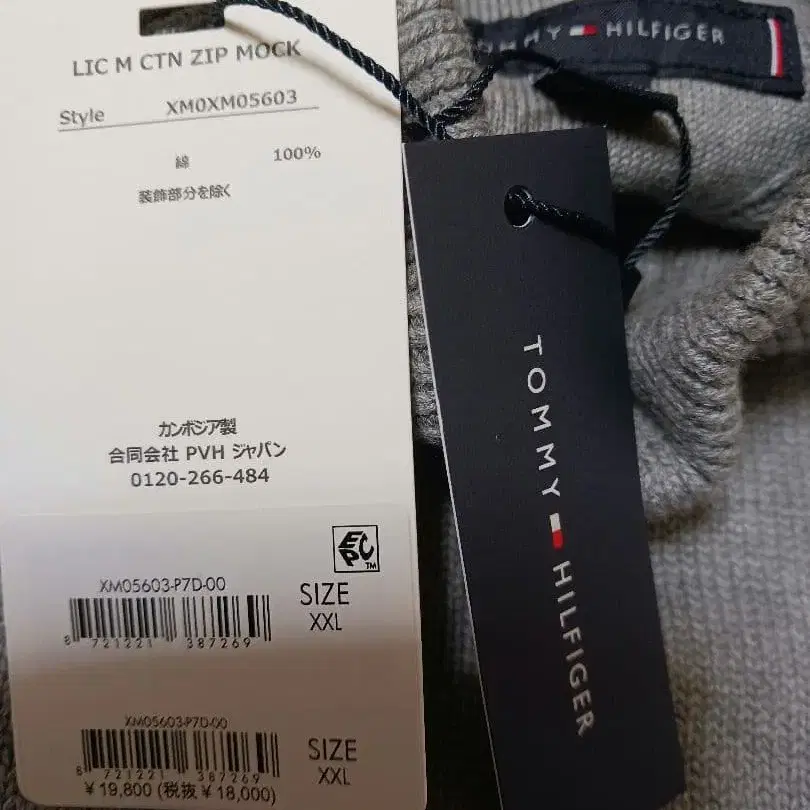 LIC M CTN ZIP MOCK
Style XM0XM05603
綿 100%
装飾部分を除く
カンボジア製
合同会社 PVH ジャパン
0120-266-484
EPC
TM
XM05603-P7D-00
SIZE
XXL
8 721221 387269
XM05603-P7D-00
SIZE
XXL
8 721221 387269
¥19,800 (税抜¥18,000)
TOMMY HILFIGER
HILFIGER